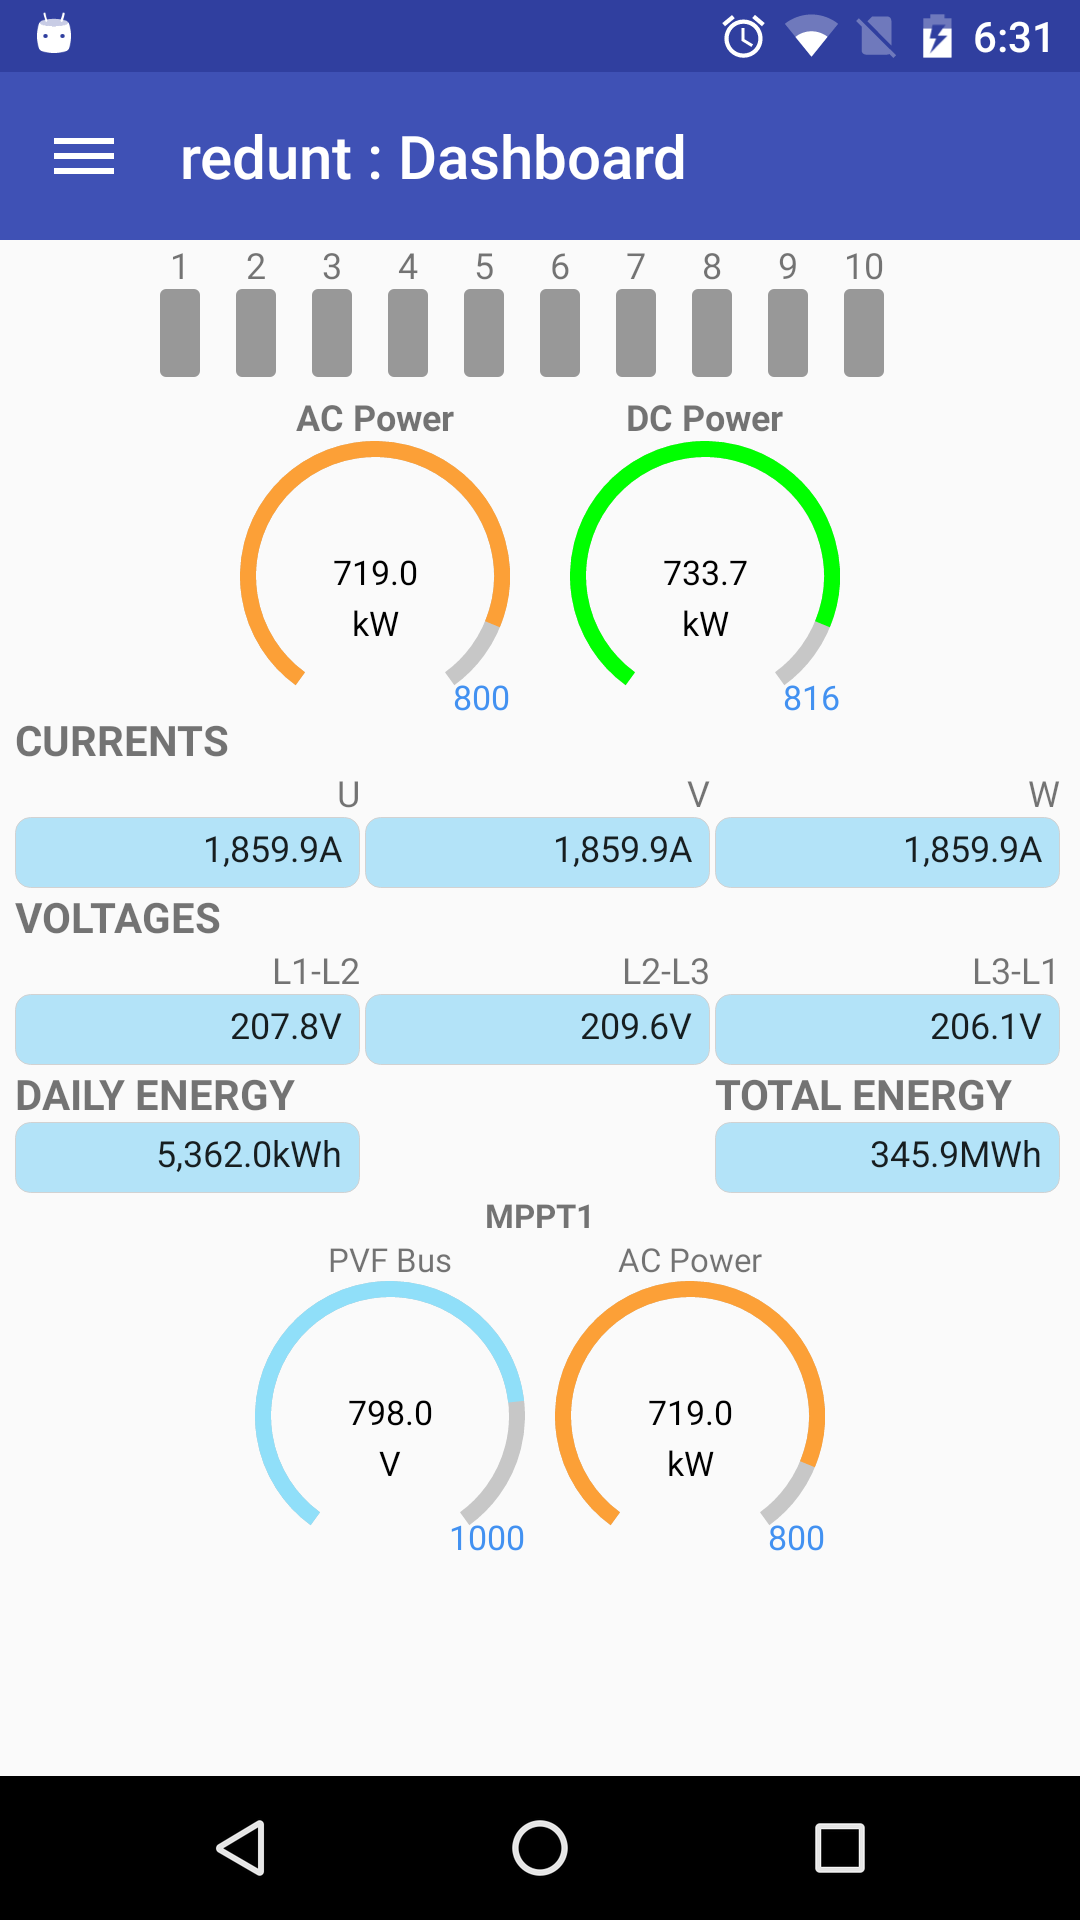 6:31
redunt : Dashboard
1 2 3 4 5 6 7 8 9 10
AC Power DC Power
719.0 733.7
kW kW
800 816
CURRENTS
U V W
1,859.9A 1,859.9A 1,859.9A
VOLTAGES
L1-L2 L2-L3 L3-L1
207.8V 209.6V 206.1V
DAILY ENERGY TOTAL ENERGY
5,362.0kWh 345.9MWh
MPPT1
PVF Bus AC Power
798.0 719.0
V kW
1000 800